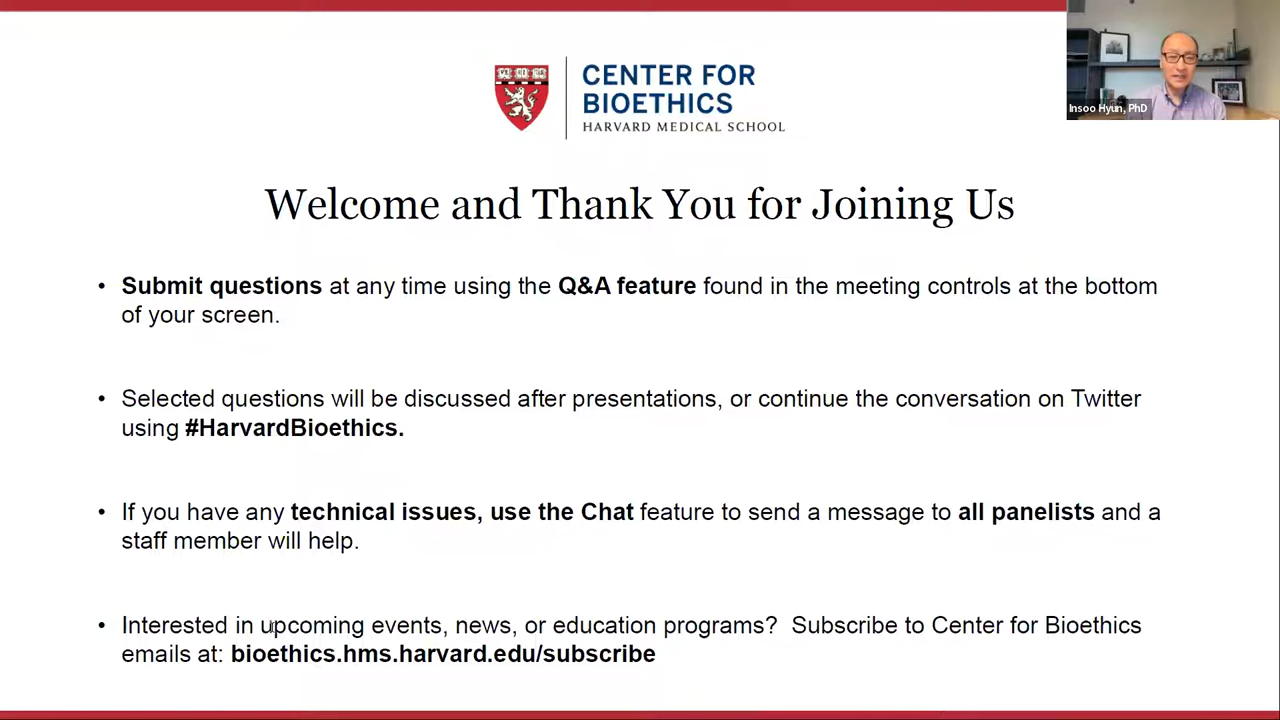 CENTER FOR
BIOETHICS
HARVARD MEDICAL SCHOOL
Insoo Hyun, PhD
Welcome and Thank You for Joining Us
• Submit questions at any time using the Q&A feature found in the meeting controls at the bottom
of your screen.
• Selected questions will be discussed after presentations, or continue the conversation on Twitter
using #HarvardBioethics.
• If you have any technical issues, use the Chat feature to send a message to all panelists and a
staff member will help.
• Interested in upcoming events, news, or education programs?  Subscribe to Center for Bioethics
emails at: bioethics.hms.harvard.edu/subscribe